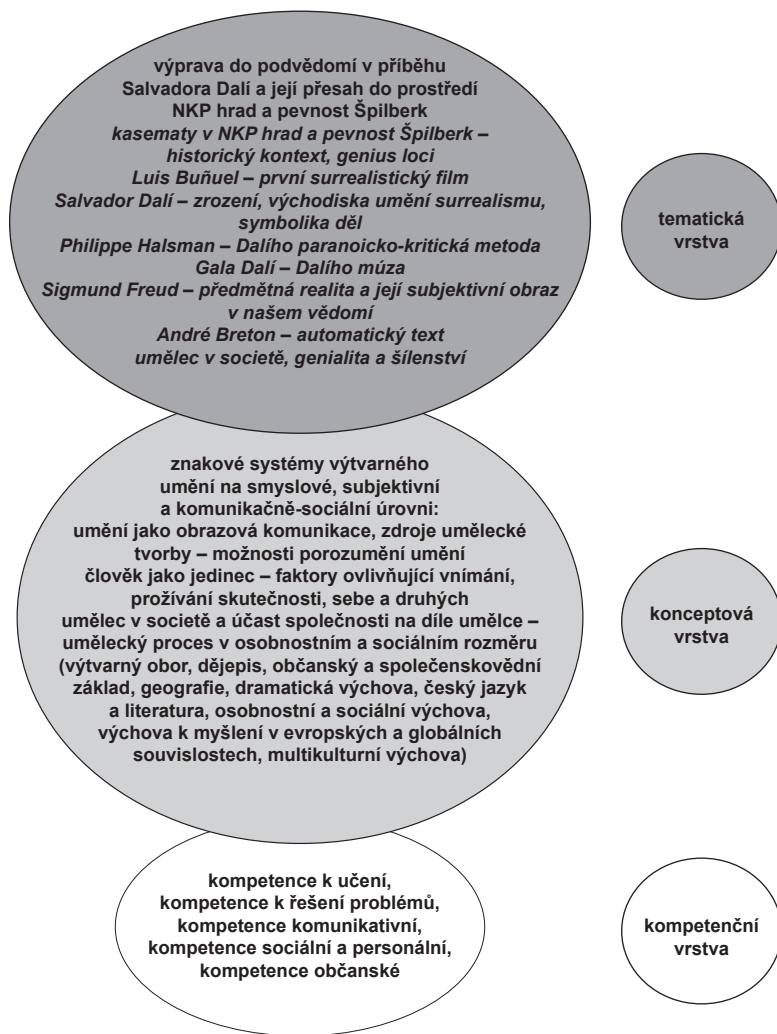 výprava do podvědomí v příběhu
Salvadora Dalí a její přesah do prostředí
NKP hrad a pevnost Špilberk
kasematy v NKP hrad a pevnost Špilberk –
historický kontext, genius loci
Luis Buñuel – první surrealistický film
Salvador Dalí – zrození, východiska umění surrealismu,
symbolika děl
Philippe Halsman – Dalího paranoicko-kritická metoda
Gala Dalí – Dalího múza
Sigmund Freud – předmětná realita a její subjektivní obraz
v našem vědomí
André Breton – automatický text
umělec v societě, genialita a šílenství
tematická
vrstva
znakové systémy výtvarného
umění na smyslové, subjektivní
a komunikačně-sociální úrovni:
umění jako obrazová komunikace, zdroje umělecké
tvorby – možnosti porozumění umění
člověk jako jedinec – faktory ovlivňující vnímání,
prožívání skutečnosti, sebe a druhých
umělec v societě a účast společnosti na díle umělce –
umělecký proces v osobnostním a sociálním rozměru
(výtvarný obor, dějepis, občanský a společenskovědní
základ, geografie, dramatická výchova, český jazyk
a literatura, osobnostní a sociální výchova,
výchova k myšlení v evropských a globálních
souvislostech, multikulturní výchova)
konceptová
vrstva
kompetence k učení,
kompetence k řešení problémů,
kompetence komunikativní,
kompetence sociální a personální,
kompetence občanské
kompetenční
vrstva